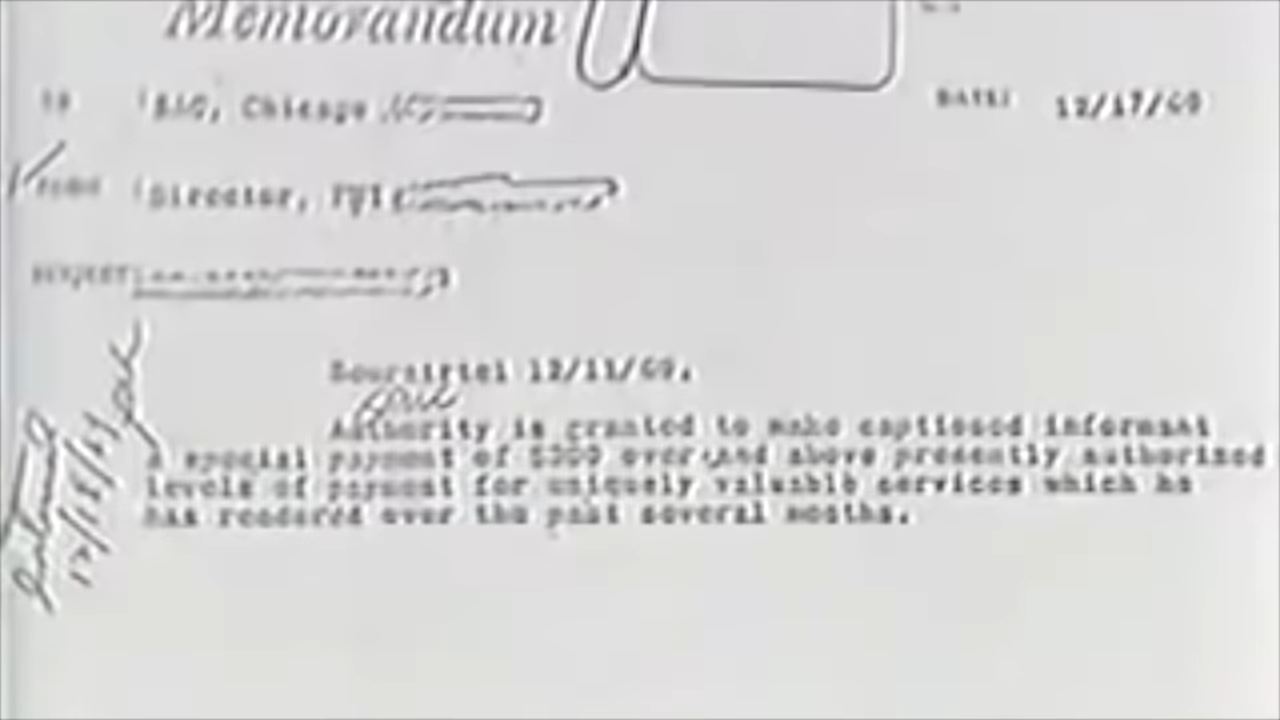 Memorandum
TO : SAC, Chicago
DATE: 12/17/69
FROM : Director, FBI
SUBJECT:
12/11/69.
Authority is granted to make captioned informant
a special payment of $300 over and above presently authorized
levels of payment for uniquely valuable services which he
has rendered over the past several months.